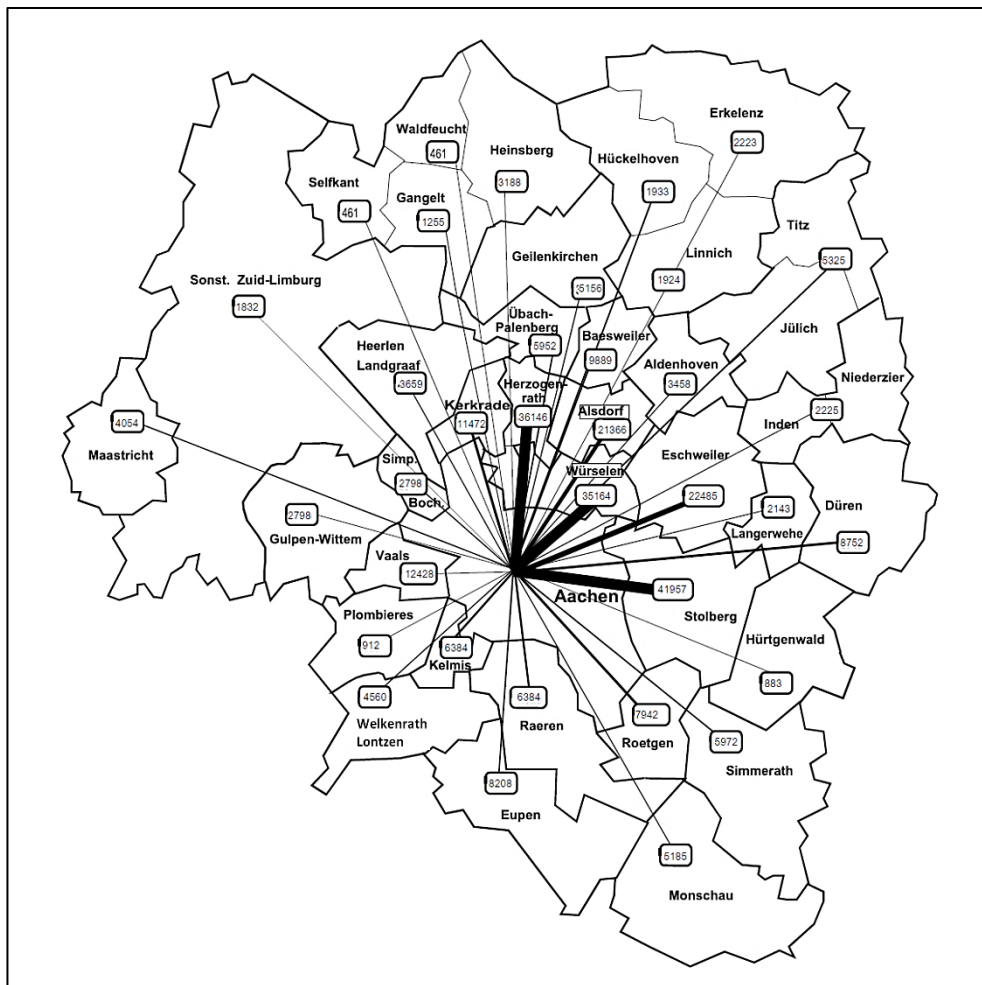 Erkelenz
2223
Waldfeucht
461
Heinsberg
3188
Hückelhoven
1933
Selfkant
461
Gangelt
1255
Titz
5325
Geilenkirchen
5156
Linnich
1924
Sonst. Zuid-Limburg
1832
Übach-
Palenberg
5952
Baesweiler
9889
Jülich
Heerlen
Landgraaf
3659
Aldenhoven
3458
Niederzier
Herzogen-
rath
36146
Kerkrade
11472
Alsdorf
21366
Inden
2225
4054
Maastricht
Simp.
2798
Boch.
Würselen
35164
Eschweiler
22485
2143
Langerwehe
Düren
8752
2798
Gulpen-Wittem
Vaals
12428
Aachen
41957
Stolberg
Plombieres
912
6384
Kelmis
Hürtgenwald
883
4560
Welkenrath
Lontzen
6384
Raeren
7942
Roetgen
5972
Simmerath
8208
Eupen
5185
Monschau